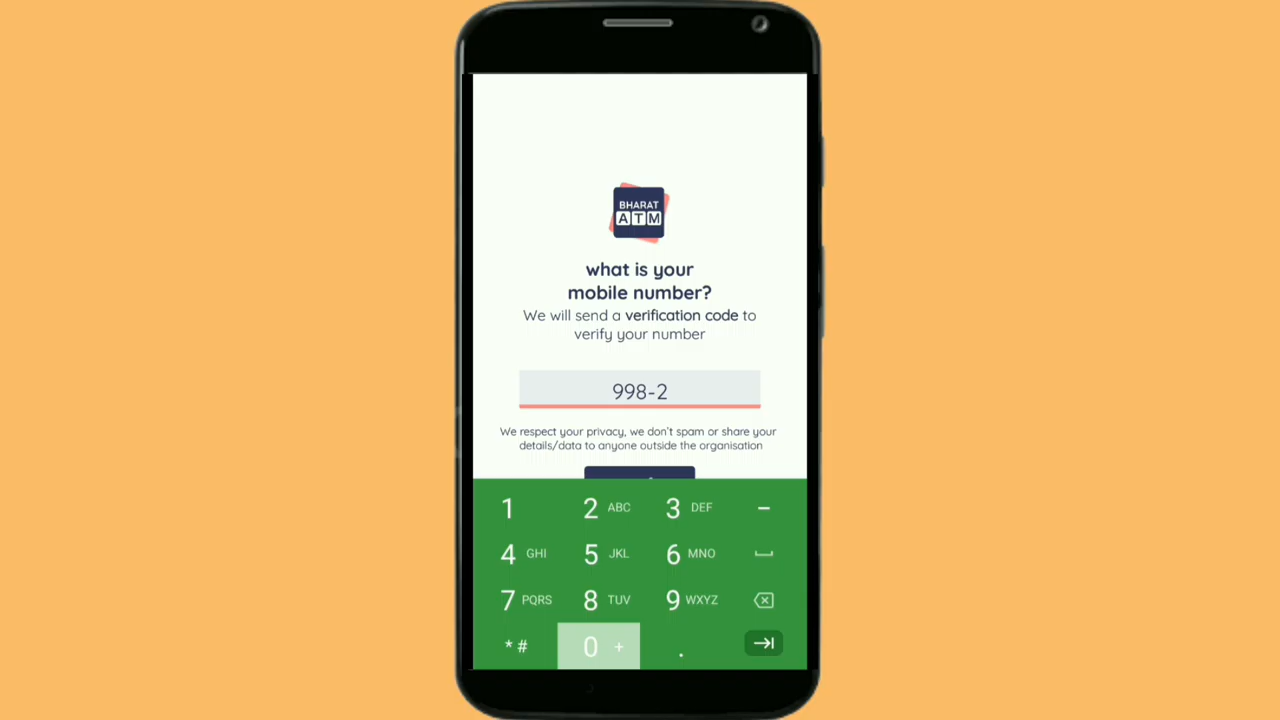 BHARAT
ATM
what is your
mobile number?
We will send a verification code to
verify your number
998-2
We respect your privacy, we don't spam or share your
details/data to anyone outside the organisation
1 2 ABC 3 DEF -
4 GHI 5 JKL 6 MNO
7 PQRS 8 TUV 9 WXYZ
* # 0 + .